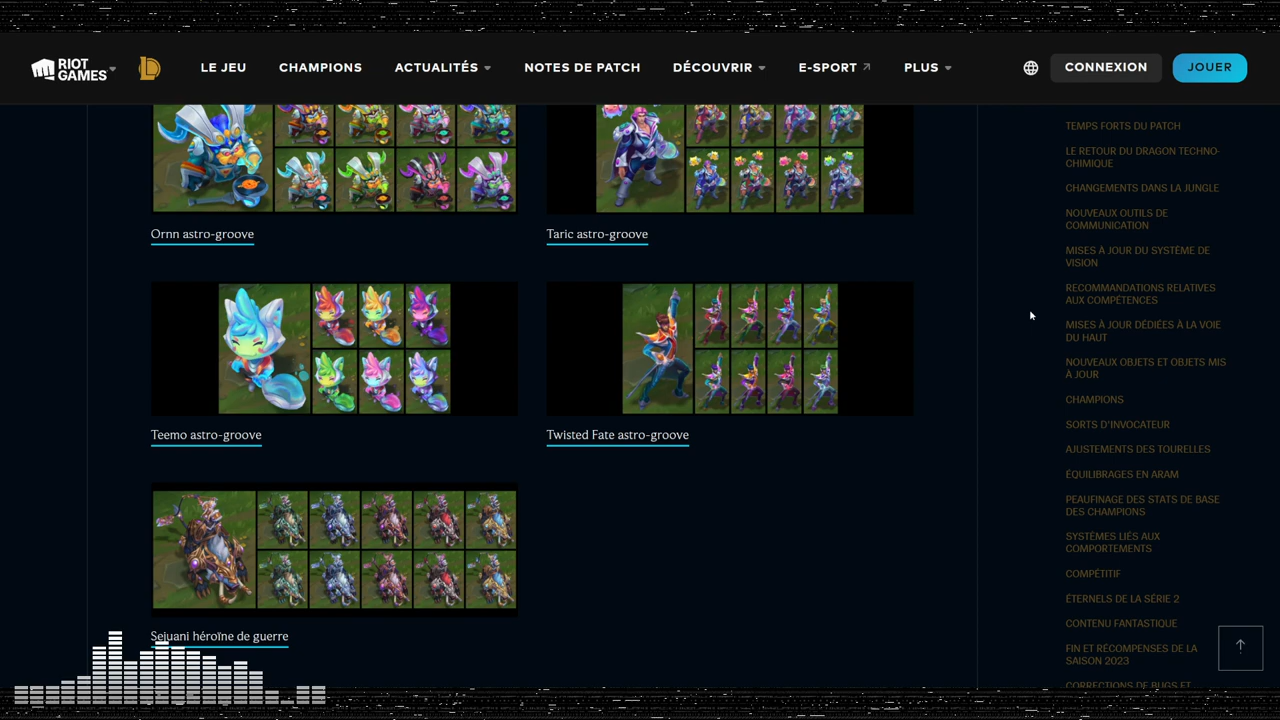 RIOT
GAMES
LE JEU
CHAMPIONS
ACTUALITÉS
NOTES DE PATCH
DÉCOUVRIR
E-SPORT
PLUS
CONNEXION
JOUER
Ornn astro-groove
Taric astro-groove
Teemo astro-groove
Twisted Fate astro-groove
Sejuani héroïne de guerre
TEMPS FORTS DU PATCH
LE RETOUR DU DRAGON TECHNO-
CHIMIQUE
CHANGEMENTS DANS LA JUNGLE
NOUVEAUX OUTILS DE
COMMUNICATION
MISES À JOUR DU SYSTÈME DE
VISION
RECOMMANDATIONS RELATIVES
AUX COMPÉTENCES
MISES À JOUR DÉDIÉES À LA VOIE
DU HAUT
NOUVEAUX OBJETS ET OBJETS MIS
À JOUR
CHAMPIONS
SORTS D'INVOCATEUR
AJUSTEMENTS DES TOURELLES
ÉQUILIBRAGES EN ARAM
PEAUFINAGE DES STATS DE BASE
DES CHAMPIONS
SYSTÈMES LIÉS AUX
COMPORTEMENTS
COMPÉTITIF
ÉTERNELS DE LA SÉRIE 2
CONTENU FANTASTIQUE
FIN ET RÉCOMPENSES DE LA
SAISON 2023
CORRECTIONS DE BUGS ET